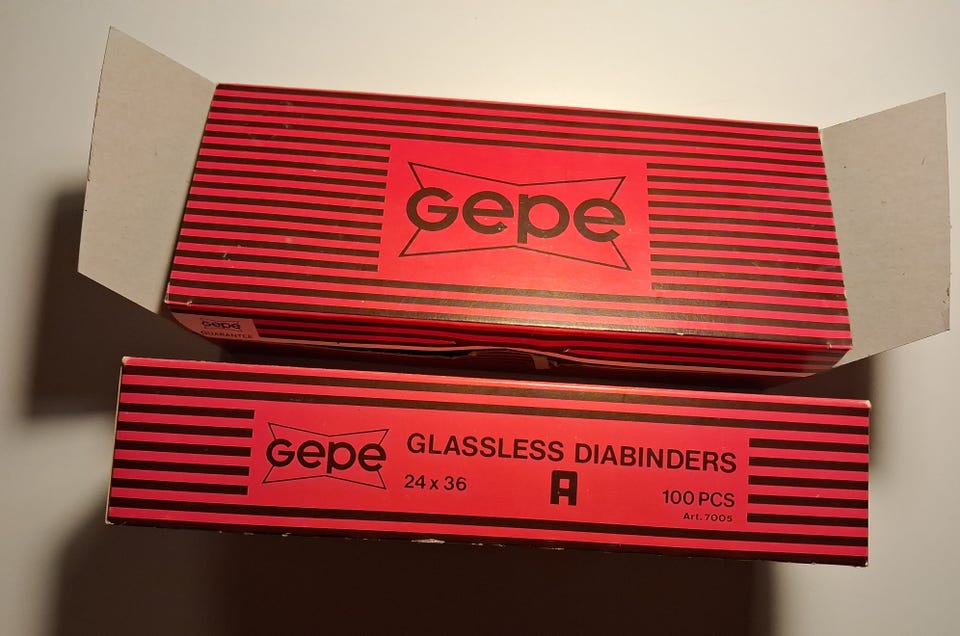 Gepe
Gepe
GUARANTEE
Gepe
GLASSLESS DIABINDERS
24 x 36
A
100 PCS
Art. 7005